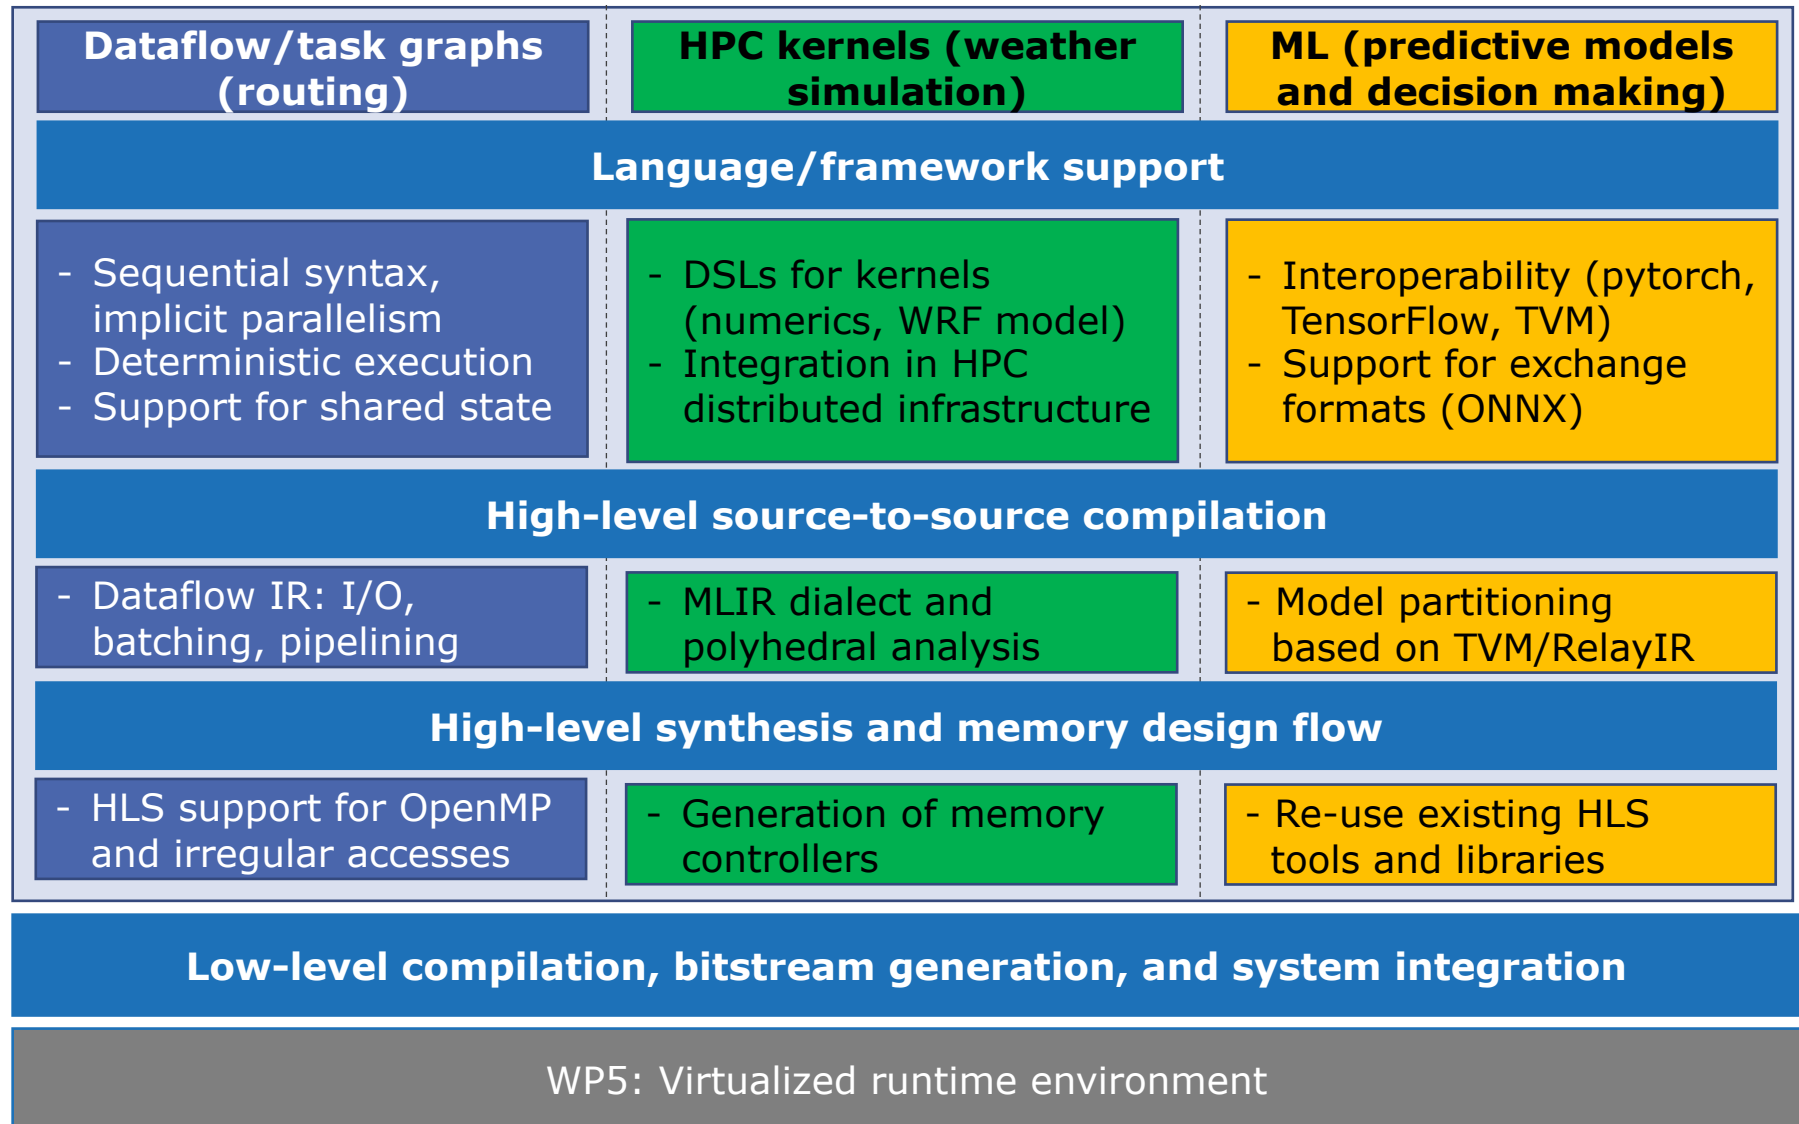 Dataflow/task graphs
(routing)
HPC kernels (weather
simulation)
ML (predictive models
and decision making)
Language/framework support
- Sequential syntax,
implicit parallelism
- Deterministic execution
- Support for shared state
- DSLs for kernels
(numerics, WRF model)
- Integration in HPC
distributed infrastructure
- Interoperability (pytorch,
TensorFlow, TVM)
- Support for exchange
formats (ONNX)
High-level source-to-source compilation
- Dataflow IR: I/O,
batching, pipelining
- MLIR dialect and
polyhedral analysis
- Model partitioning
based on TVM/RelayIR
High-level synthesis and memory design flow
- HLS support for OpenMP
and irregular accesses
- Generation of memory
controllers
- Re-use existing HLS
tools and libraries
Low-level compilation, bitstream generation, and system integration
WP5: Virtualized runtime environment